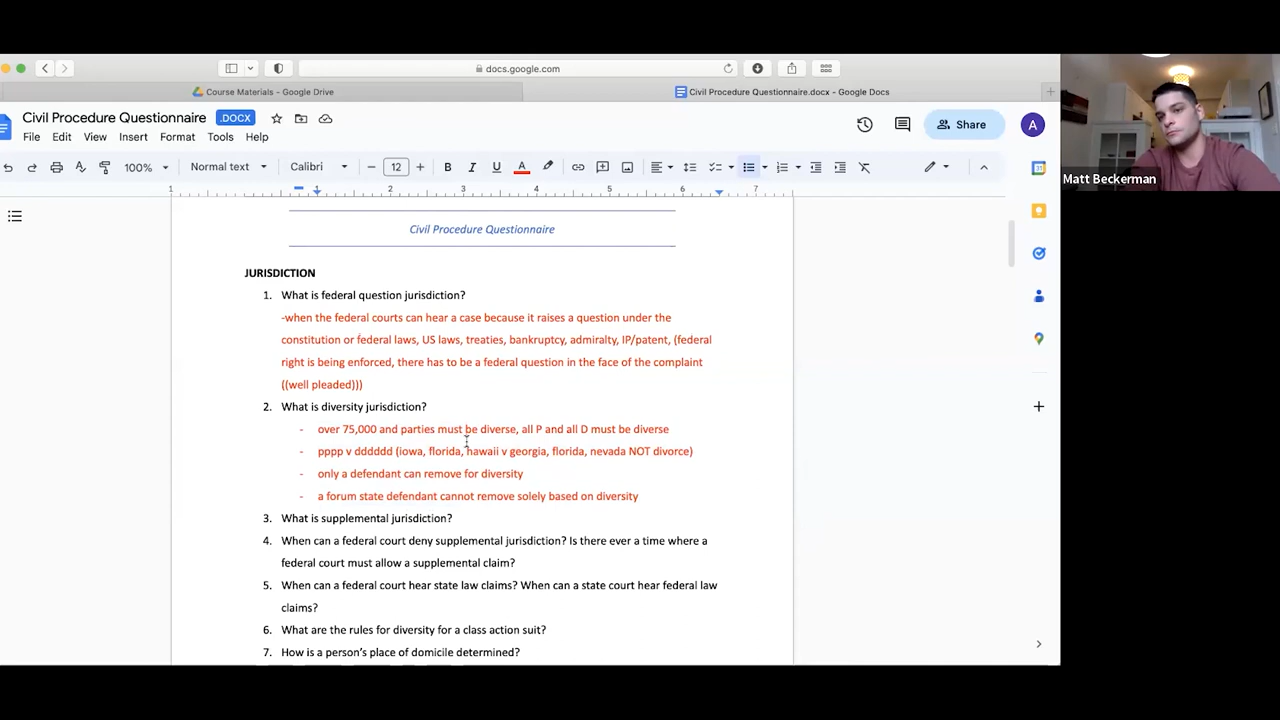 docs.google.com
Course Materials – Google Drive
Civil Procedure Questionnaire.docx - Google Docs
Civil Procedure Questionnaire .DOCX
File Edit View Insert Format Tools Help
Share
A
100% Normal text Calibri − 12 + B I U A
1 1 2 3 4 5 6 7
Civil Procedure Questionnaire
JURISDICTION
1. What is federal question jurisdiction?
-when the federal courts can hear a case because it raises a question under the
constitution or federal laws, US laws, treaties, bankruptcy, admiralty, IP/patent, (federal
right is being enforced, there has to be a federal question in the face of the complaint
((well pleaded)))
2. What is diversity jurisdiction?
- over 75,000 and parties must be diverse, all P and all D must be diverse
- pppp v dddddd (iowa, florida, hawaii v georgia, florida, nevada NOT divorce)
- only a defendant can remove for diversity
- a forum state defendant cannot remove solely based on diversity
3. What is supplemental jurisdiction?
4. When can a federal court deny supplemental jurisdiction? Is there ever a time where a
federal court must allow a supplemental claim?
5. When can a federal court hear state law claims? When can a state court hear federal law
claims?
6. What are the rules for diversity for a class action suit?
7. How is a person's place of domicile determined?
Matt Beckerman